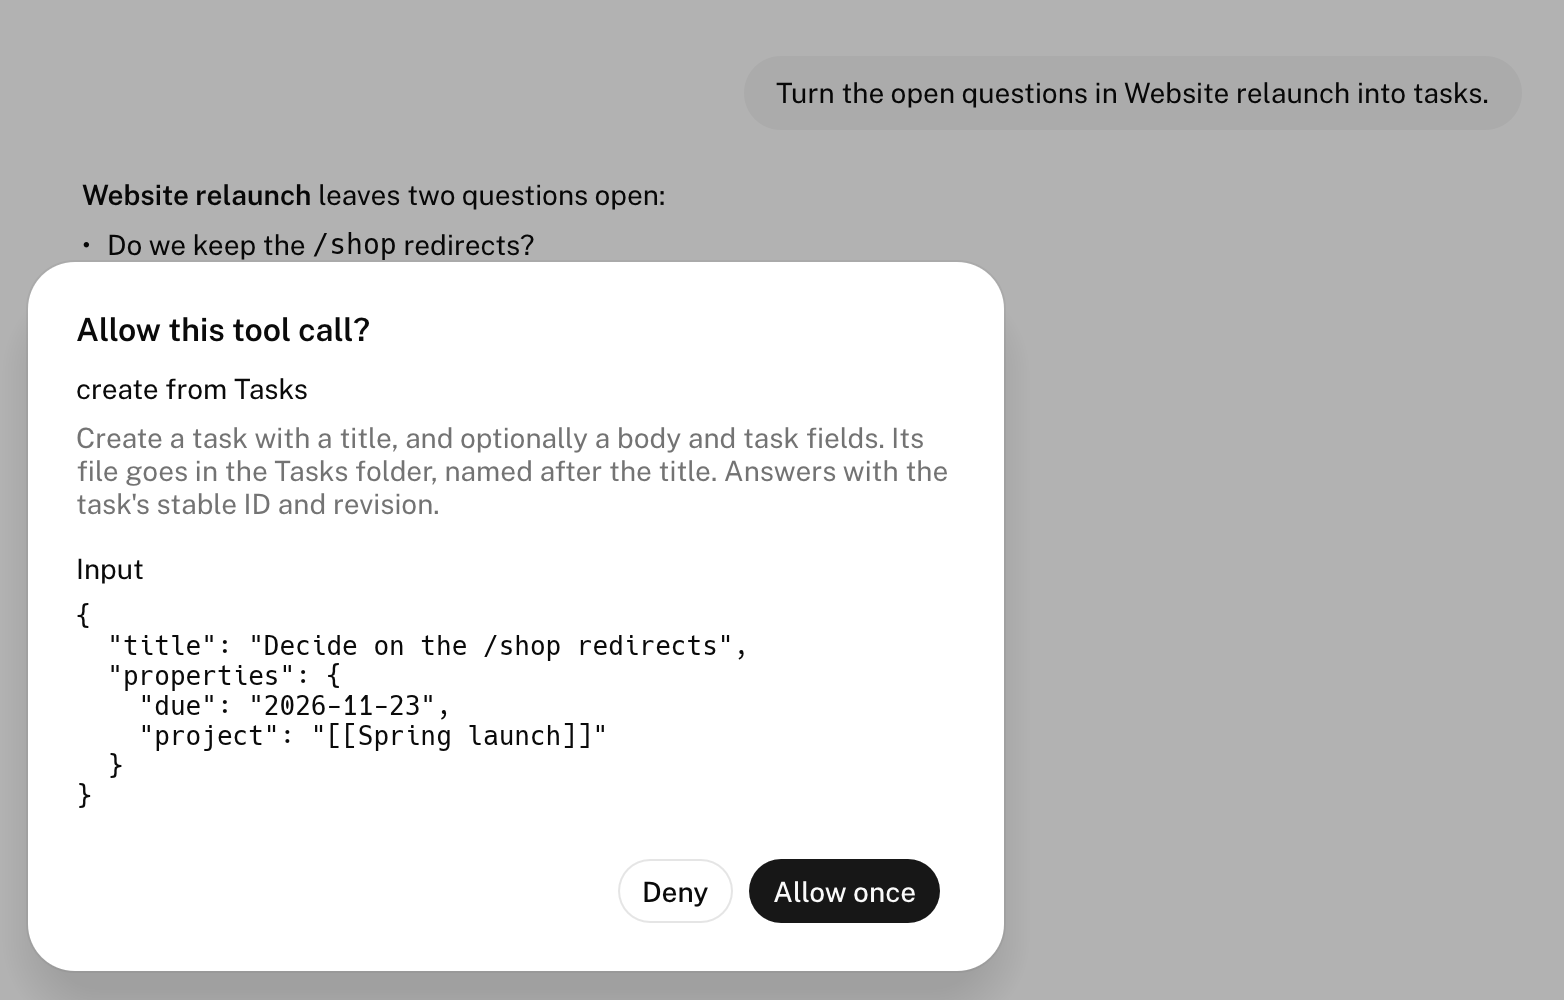 Turn the open questions in Website relaunch into tasks.
Website relaunch leaves two questions open:
• Do we keep the /shop redirects?
Allow this tool call?
create from Tasks
Create a task with a title, and optionally a body and task fields. Its
file goes in the Tasks folder, named after the title. Answers with the
task's stable ID and revision.
Input
{
  "title": "Decide on the /shop redirects",
  "properties": {
    "due": "2026-11-23",
    "project": "[[Spring launch]]"
  }
}
Deny
Allow once